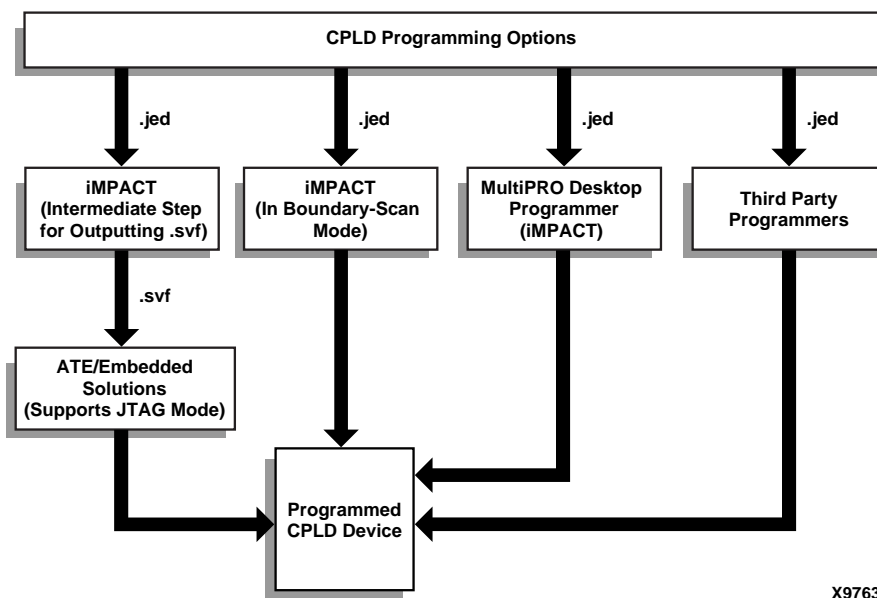 CPLD Programming Options
.jed
.jed
.jed
.jed
iMPACT
(Intermediate Step
for Outputting .svf)
iMPACT
(In Boundary-Scan
Mode)
MultiPRO Desktop
Programmer
(iMPACT)
Third Party
Programmers
.svf
ATE/Embedded
Solutions
(Supports JTAG Mode)
Programmed
CPLD Device
X9763